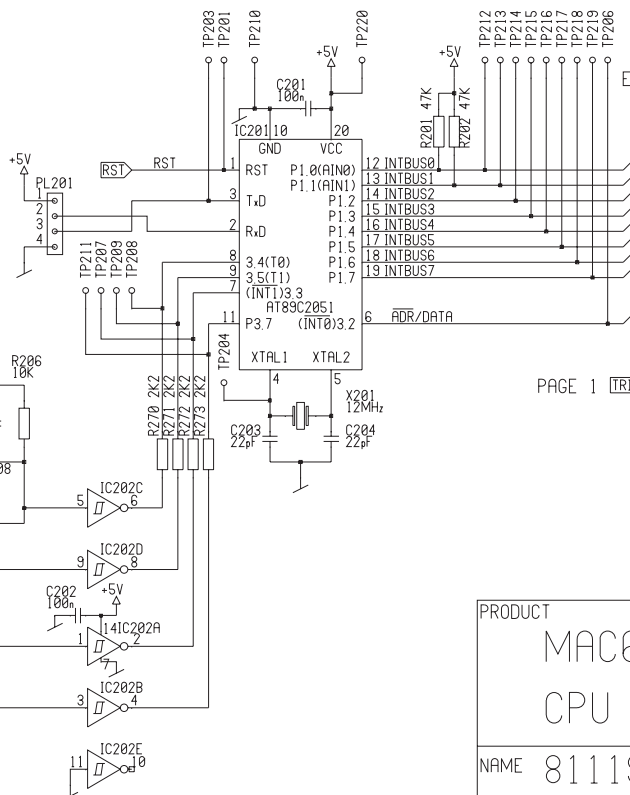 TP203
TP201
TP210
TP220
TP212
TP213
TP214
TP215
TP216
TP217
TP218
TP219
TP206
+5V
+5V
C201
100n
R201 47K
R202 47K
IC201
10
20
GND
VCC
RST
RST
1
RST
P1.0(AIN0)
12 INTBUS0
P1.1(AIN1)
13 INTBUS1
3
TxD
P1.2
14 INTBUS2
P1.3
15 INTBUS3
2
RxD
P1.4
16 INTBUS4
P1.5
17 INTBUS5
8
3.4(T0)
P1.6
18 INTBUS6
9
3.5(T1)
P1.7
19 INTBUS7
7
(INT1)3.3
AT89C2051
11
P3.7
(INT0)3.2
6
ADR/DATA
XTAL1
XTAL2
4
5
+5V
PL201
1
2
3
4
TP211
TP207
TP209
TP208
TP204
X201
12MHz
C203
22pF
C204
22pF
PAGE 1
R206
10K
R270 2K2
R271 2K2
R272 2K2
R273 2K2
IC202C
5
6
IC202D
9
8
C202
100n
+5V
14
IC202A
1
2
7
IC202B
3
4
IC202E
11
10
PRODUCT
CPU
NAME